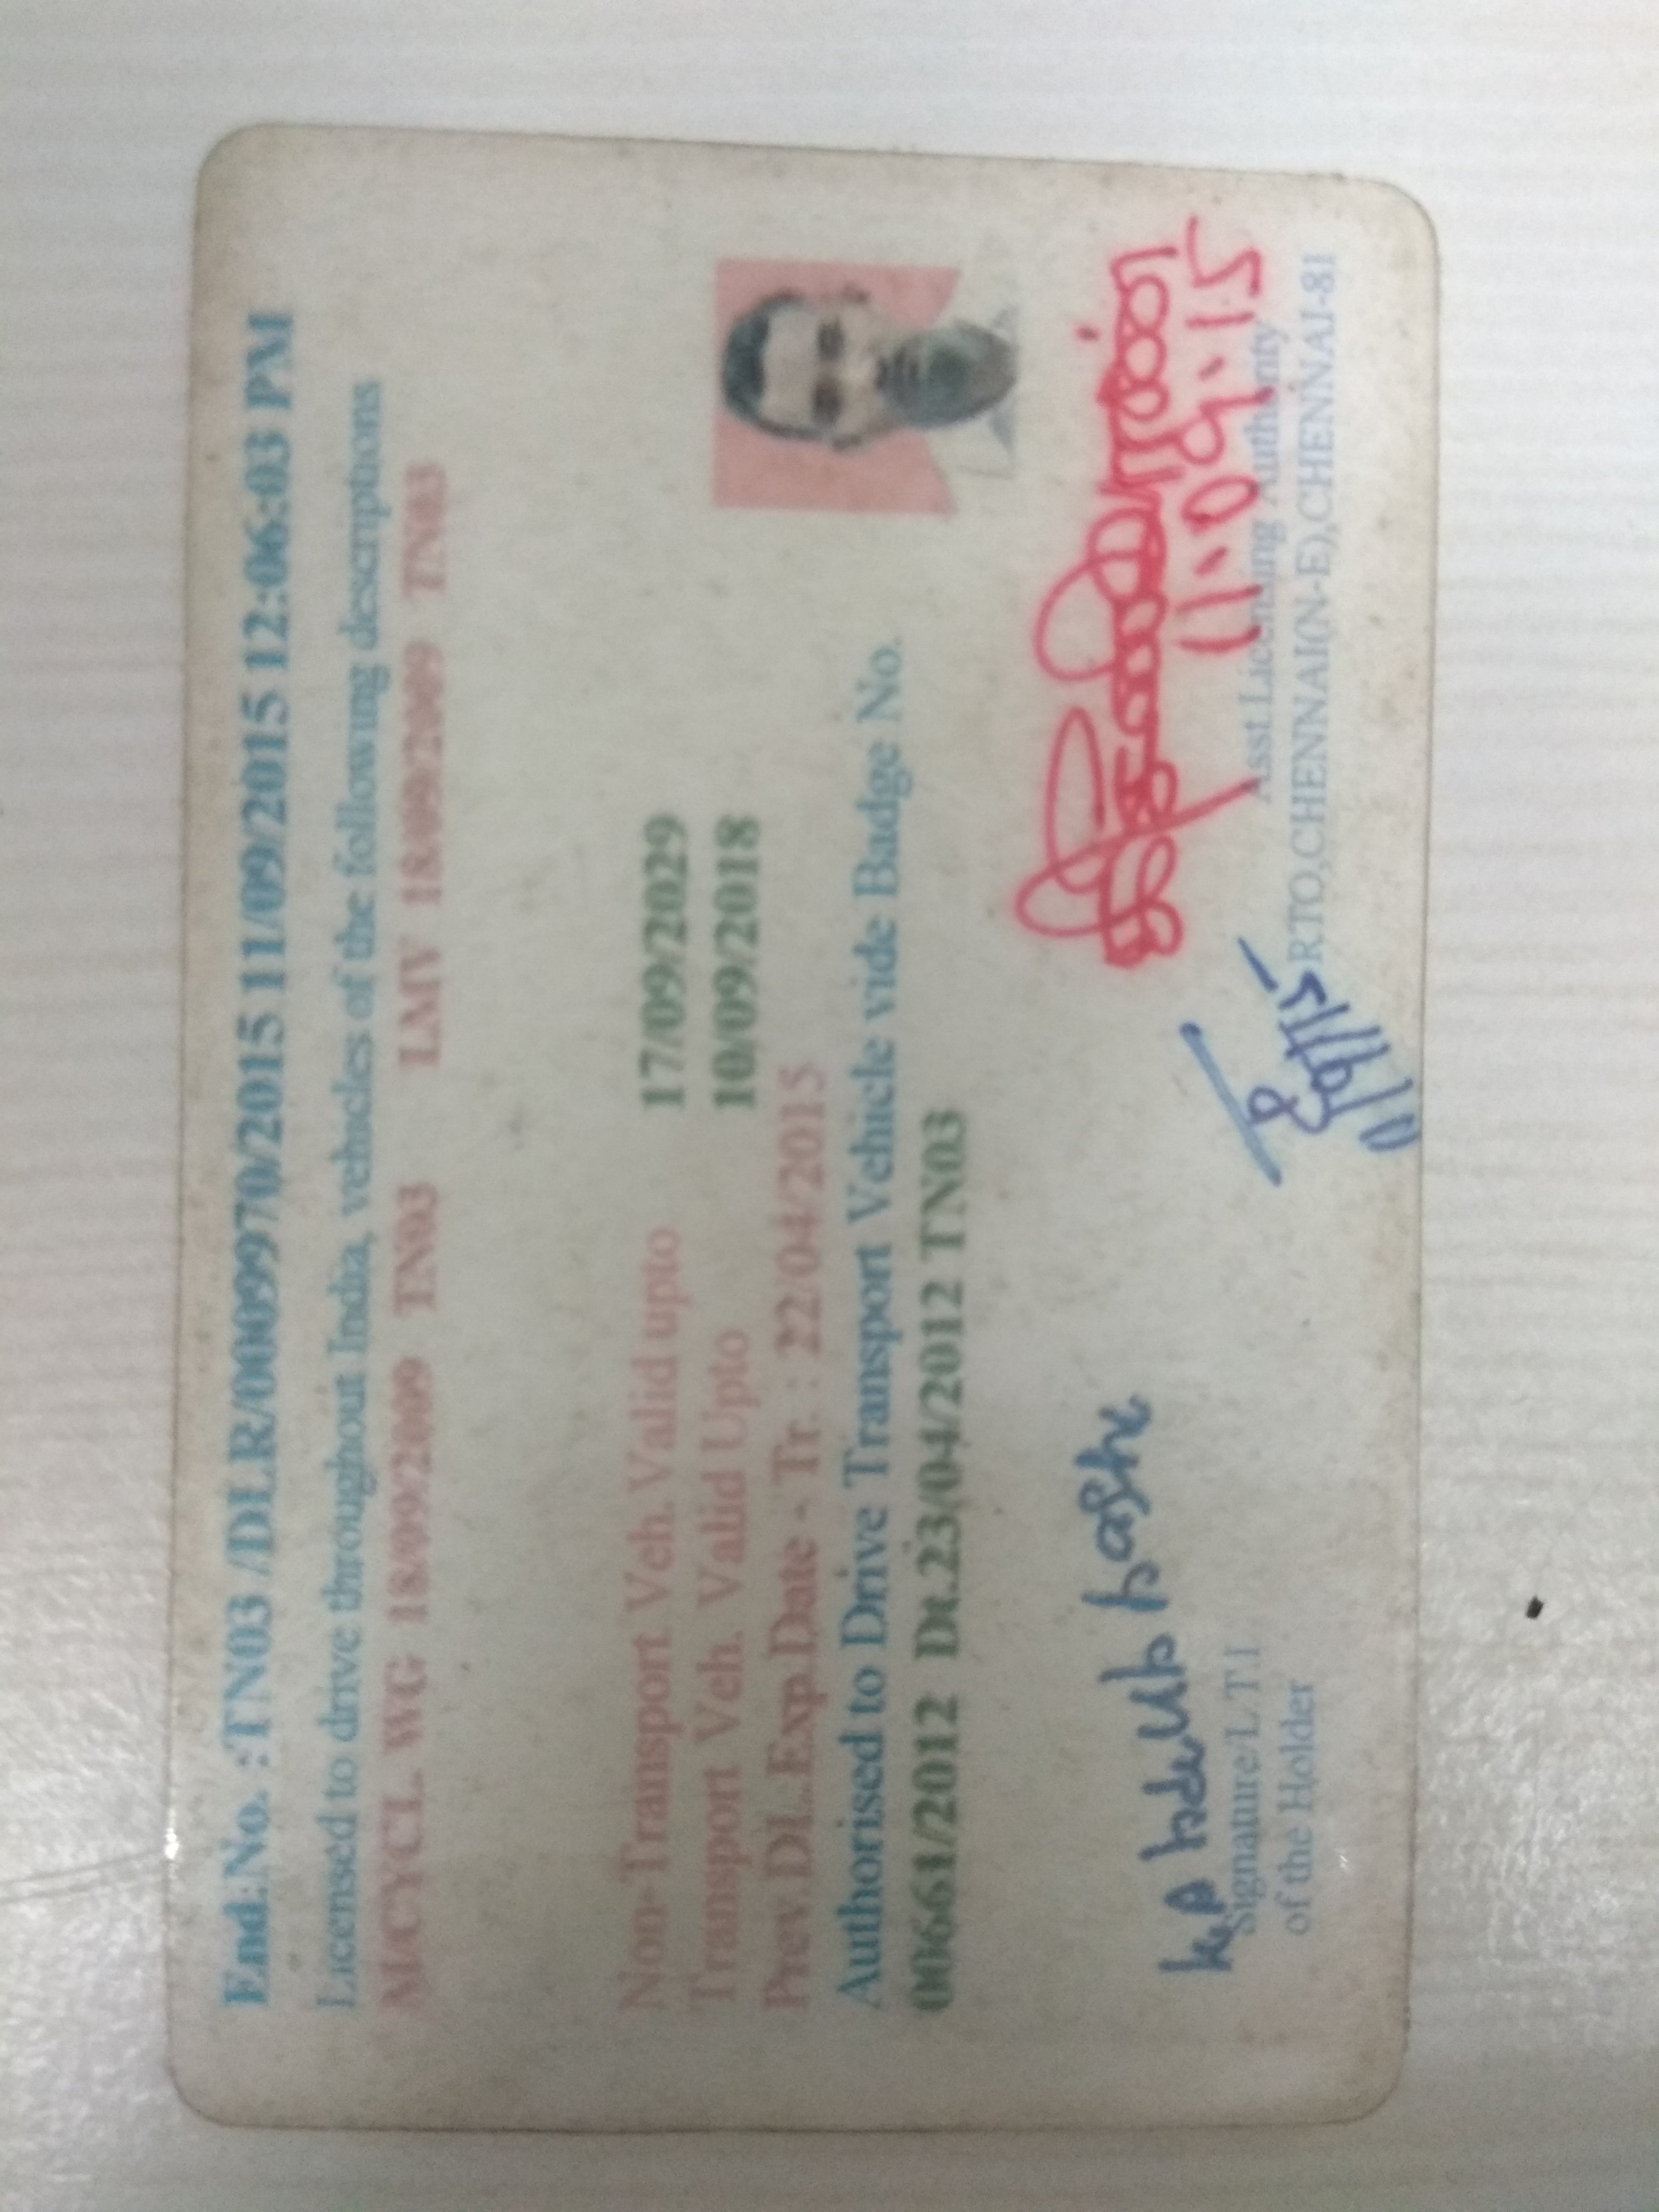 End.No. :TN03 /DLR/0009970/2015 11/09/2015 12:06:03 PM
Licensed to drive throughout India, vehicles of the following descriptions
M/CYCL. WG 18/09/2009 TN03 LMV 18/09/2009 TN03
Non-Transport Veh.Valid upto 17/09/2029
Transport Veh. Valid Upto 10/09/2018
Prev.DL.Exp.Date - Tr. : 22/04/2015
Authorised to Drive Transport Vehicle vide Badge No.
00661/2012 Dt.23/04/2012 TN03
11.09.15
Signature/L.T.I
of the Holder
Asst.Licensing Authority
RTO,CHENNAI(N-E),CHENNAI-81
11/9/15